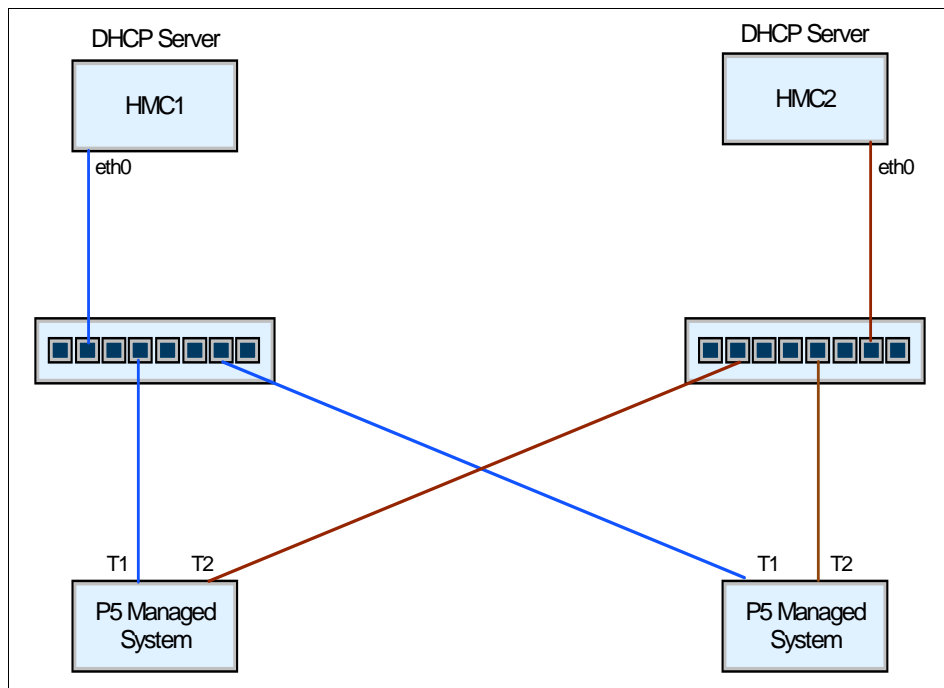 DHCP Server
DHCP Server
HMC1
HMC2
eth0
eth0
T1
T2
T1
T2
P5 Managed
System
P5 Managed
System